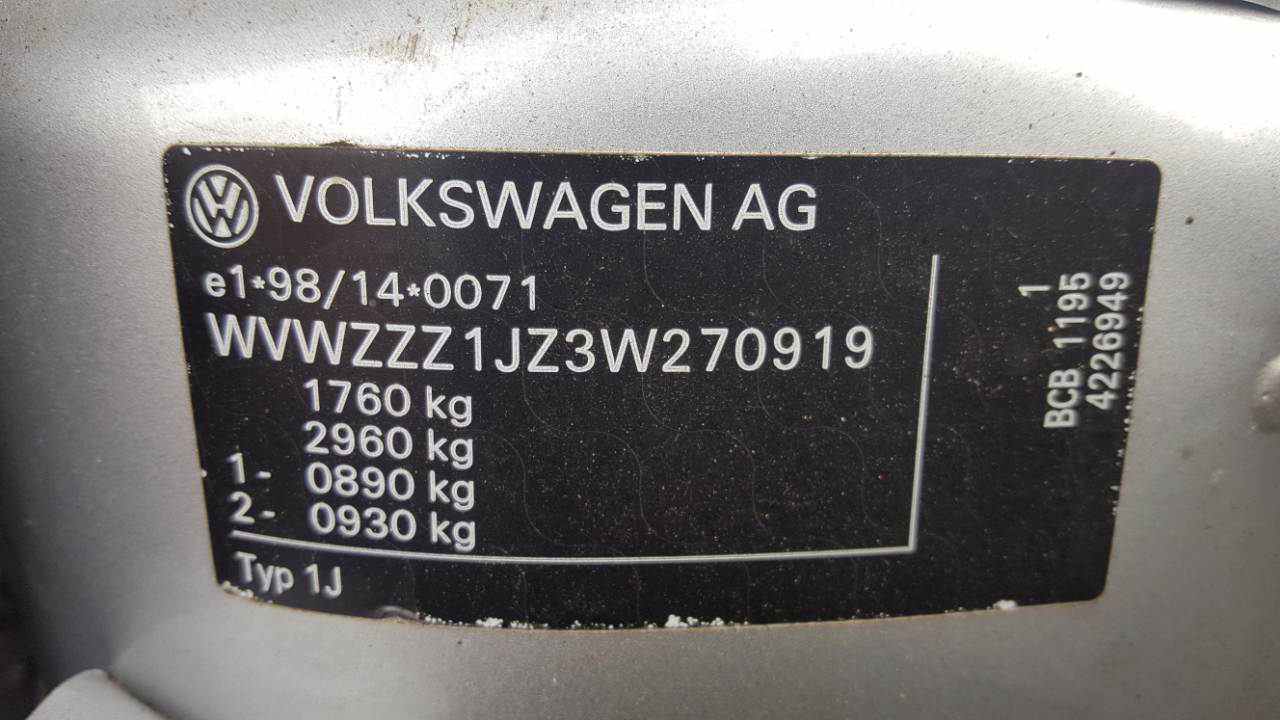 VOLKSWAGEN AG
e1*98/14*0071
WVWZZZ1JZ3W270919
1760 kg
2960 kg
1- 0890 kg
2- 0930 kg
Typ 1J
1
BCB 1195
4226949